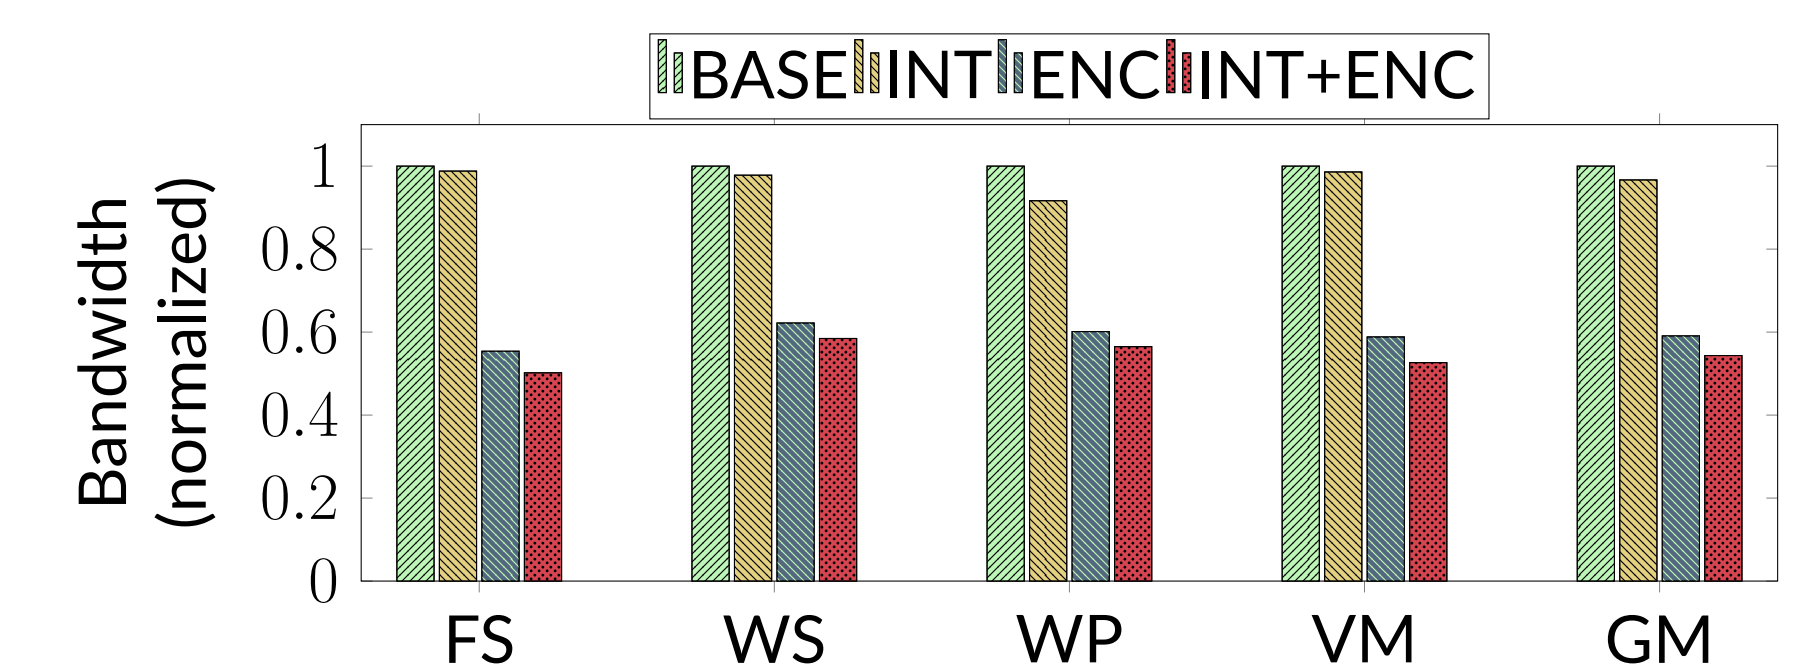 BASE INT ENC INT+ENC
Bandwidth
(normalized)
1
0.8
0.6
0.4
0.2
0
FS WS WP VM GM